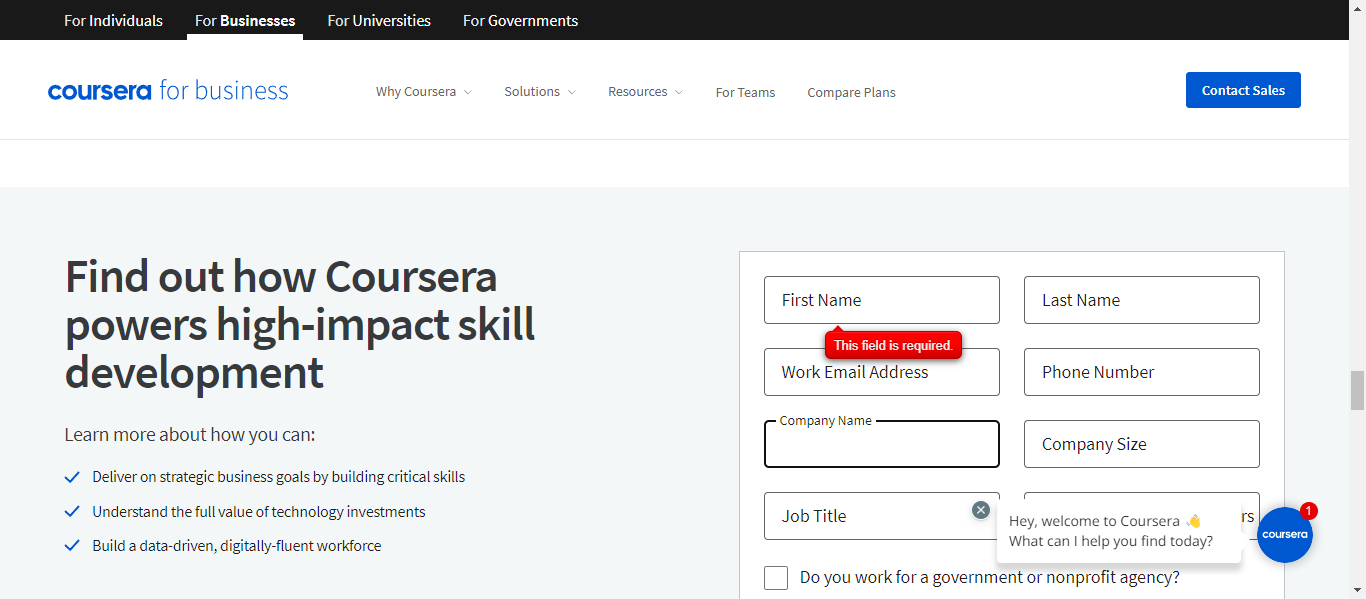 For Individuals
For Businesses
For Universities
For Governments
coursera for business
Why Coursera
Solutions
Resources
For Teams
Compare Plans
Contact Sales
Find out how Coursera
powers high-impact skill
development
Learn more about how you can:
Deliver on strategic business goals by building critical skills
Understand the full value of technology investments
Build a data-driven, digitally-fluent workforce
First Name
Last Name
This field is required.
Work Email Address
Phone Number
Company Name
Company Size
Job Title
rs
Hey, welcome to Coursera 👋
What can I help you find today?
coursera
1
Do you work for a government or nonprofit agency?